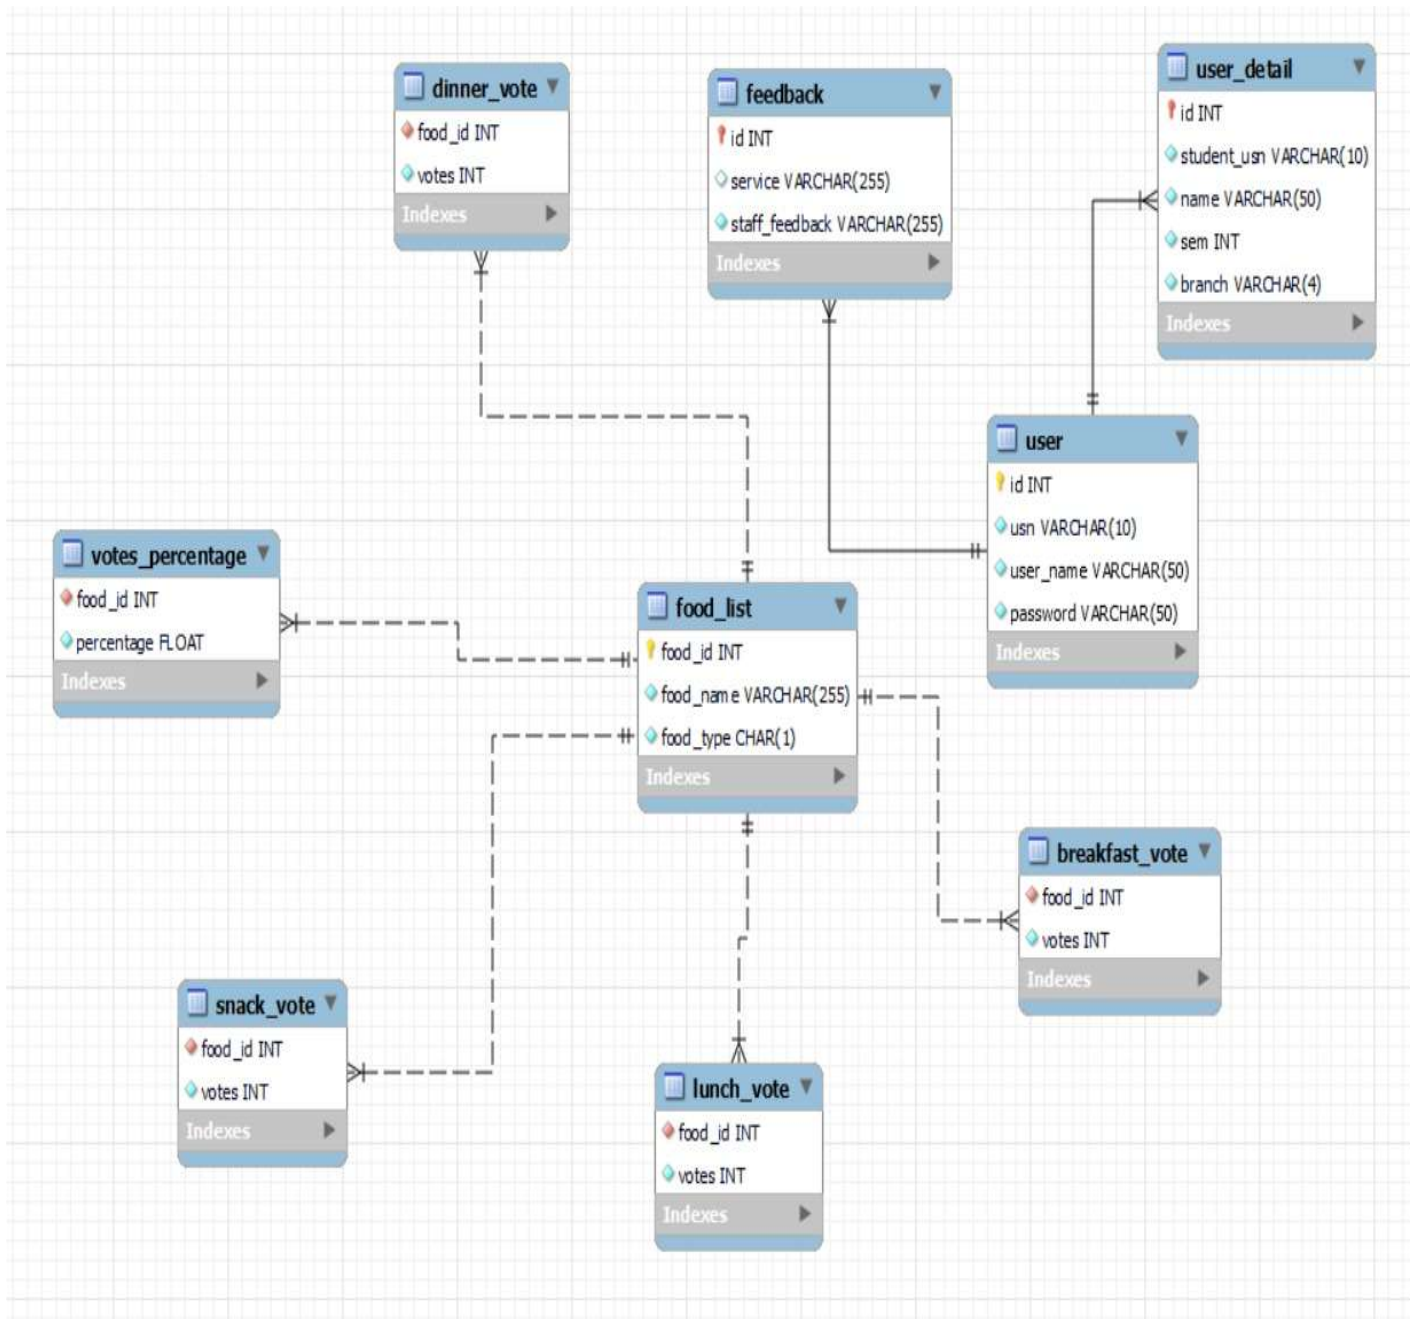 dinner_vote
food_id INT
votes INT
Indexes
feedback
id INT
service VARCHAR(255)
staff_feedback VARCHAR(255)
Indexes
user_detail
id INT
student_usn VARCHAR(10)
name VARCHAR(50)
sem INT
branch VARCHAR(4)
Indexes
user
id INT
usn VARCHAR(10)
user_name VARCHAR(50)
password VARCHAR(50)
Indexes
votes_percentage
food_id INT
percentage FLOAT
Indexes
food_list
food_id INT
food_name VARCHAR(255)
food_type CHAR(1)
Indexes
breakfast_vote
food_id INT
votes INT
Indexes
snack_vote
food_id INT
votes INT
Indexes
lunch_vote
food_id INT
votes INT
Indexes